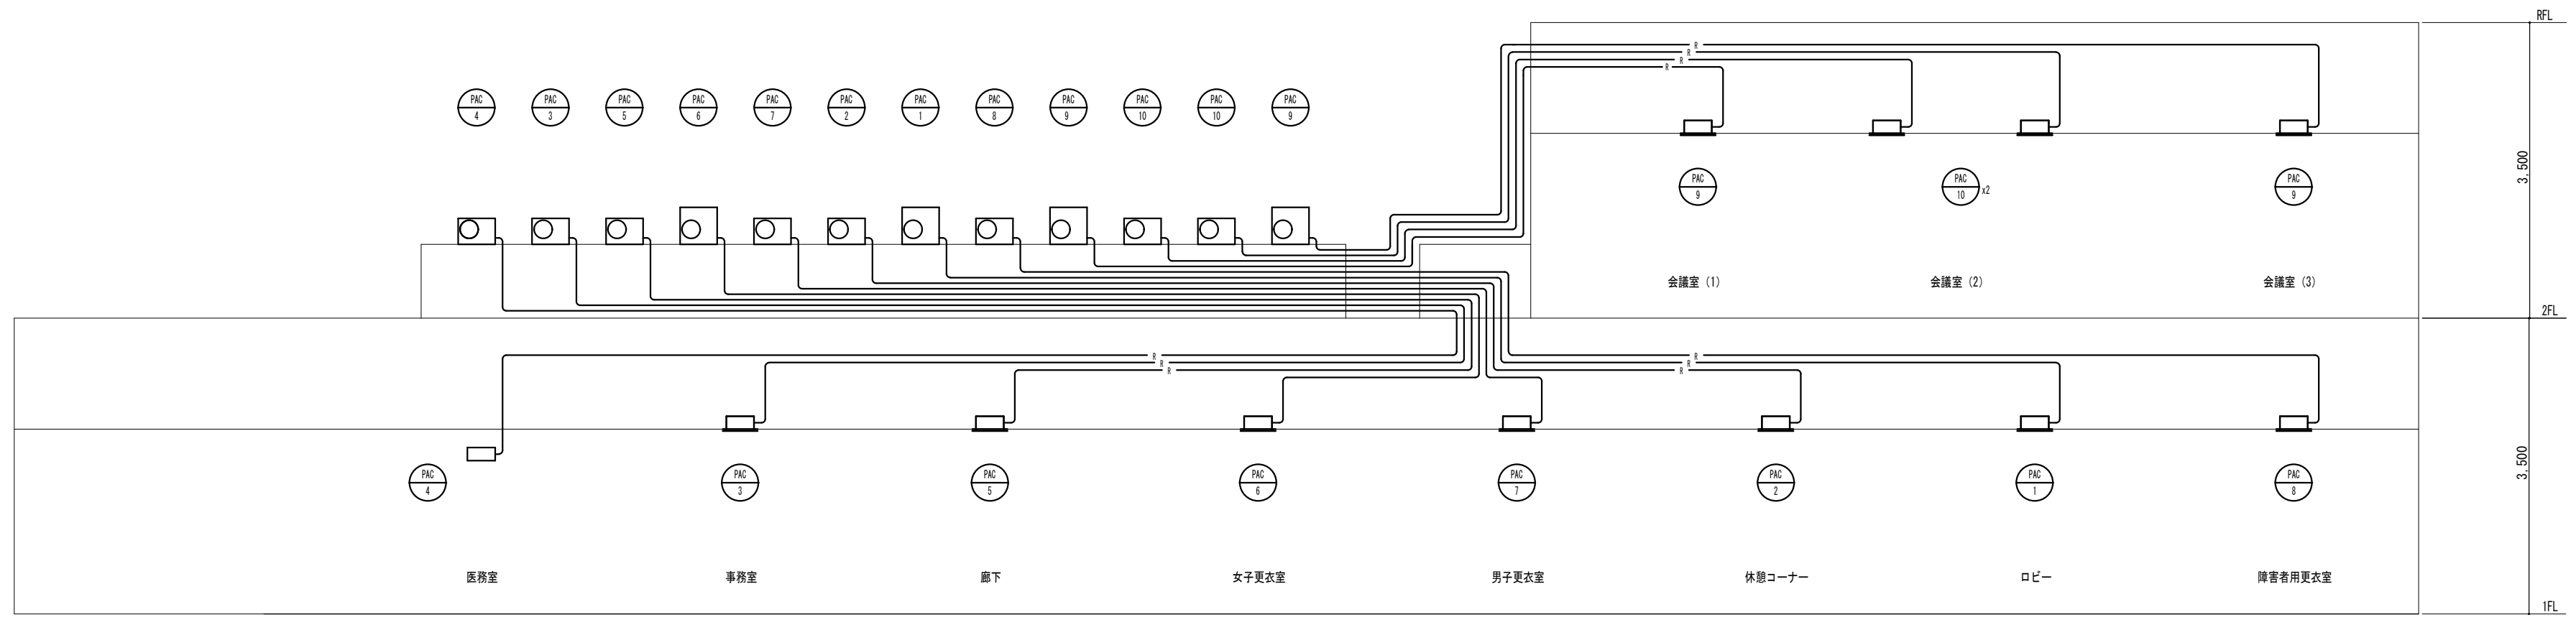 RFL
R
R
R
R
PAC
4
PAC
3
PAC
5
PAC
6
PAC
7
PAC
2
PAC
1
PAC
8
PAC
9
PAC
10
PAC
10
PAC
9
PAC
9
PAC
10
x2
PAC
9
3,500
会議室 (1)
会議室 (2)
会議室 (3)
2FL
R
R
R
R
R
R
3,500
PAC
4
PAC
3
PAC
5
PAC
6
PAC
7
PAC
2
PAC
1
PAC
8
医務室
事務室
廊下
女子更衣室
男子更衣室
休憩コーナー
ロビー
障害者用更衣室
1FL